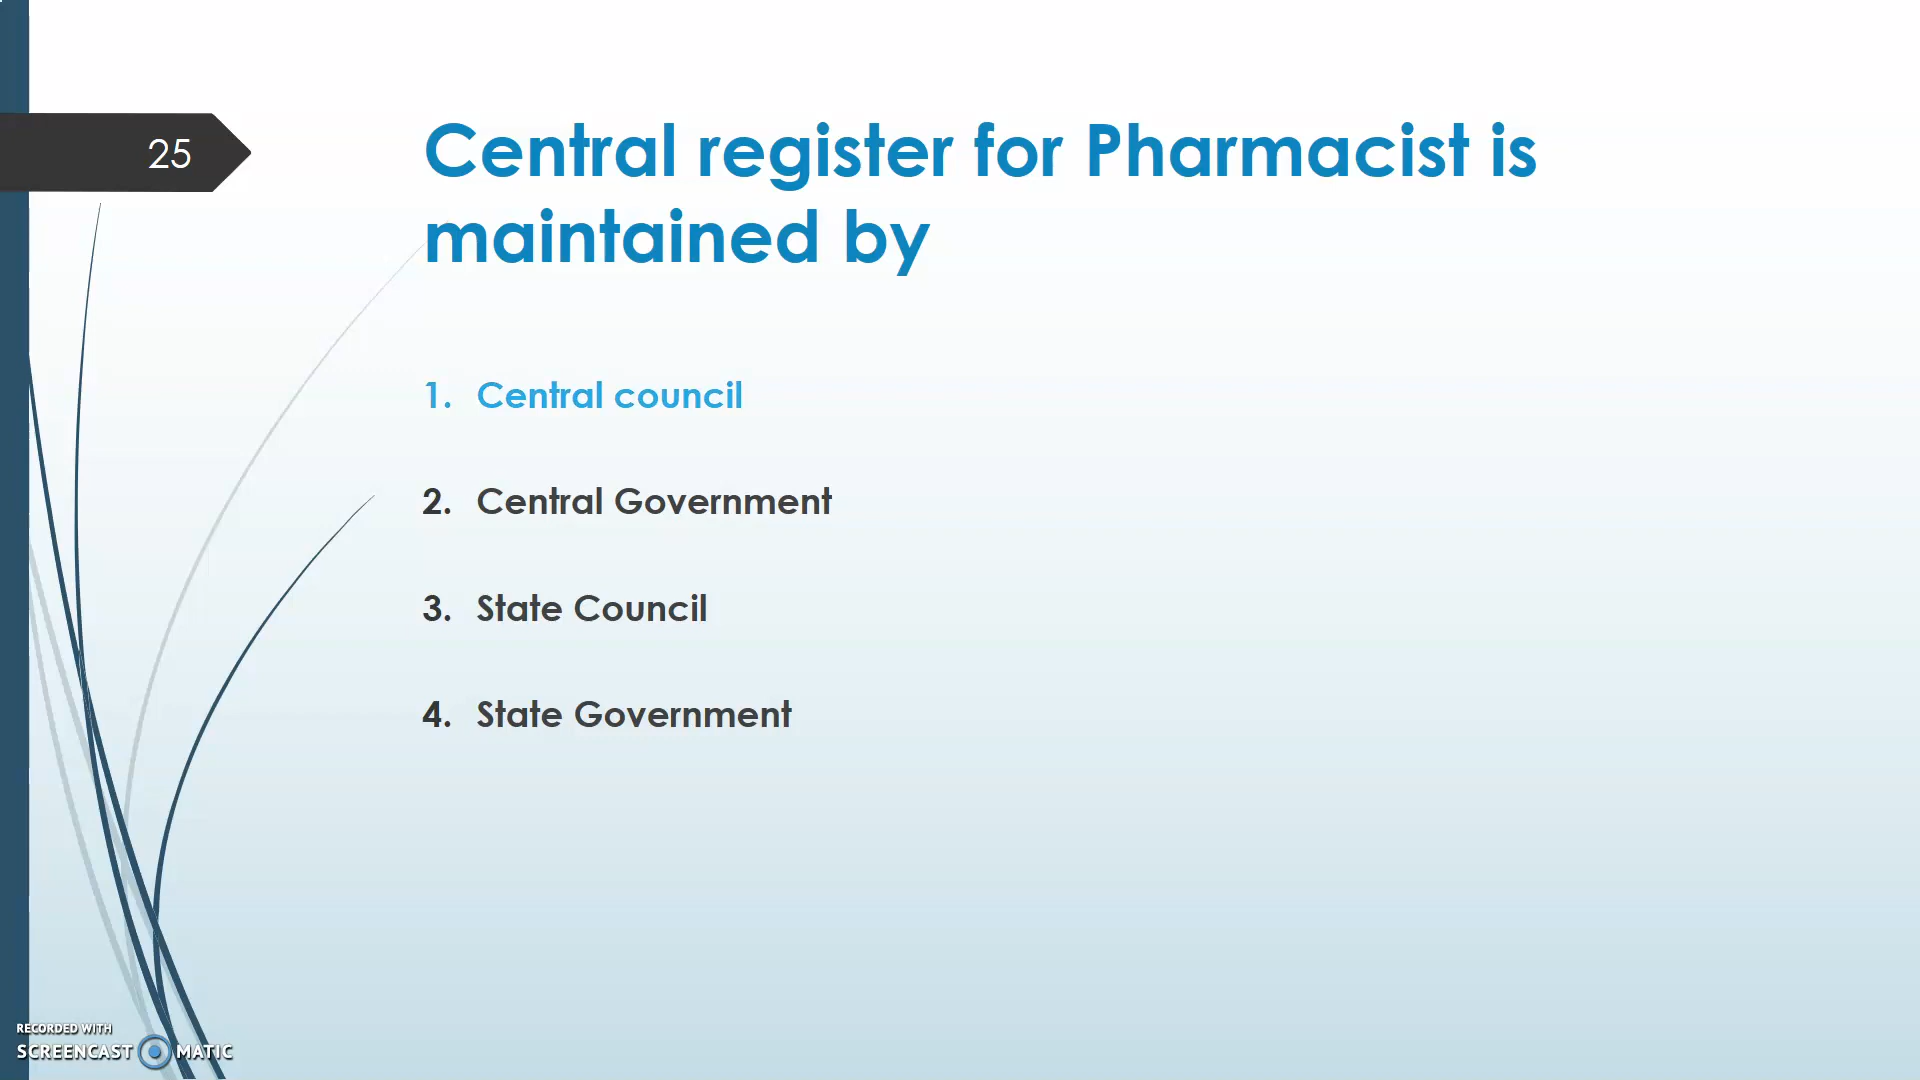 25
Central register for Pharmacist is
maintained by
1. Central council
2. Central Government
3. State Council
4. State Government
RECORDED WITH
SCREENCAST MATIC